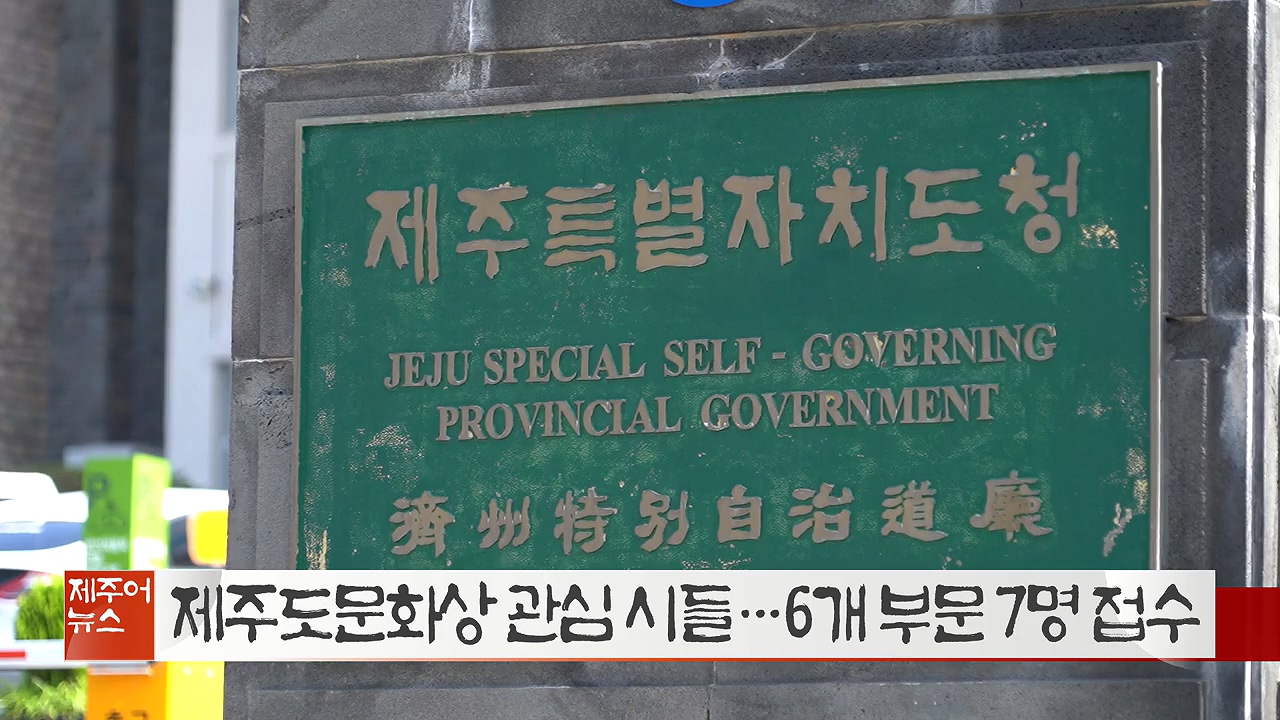 제주특별자치도청
JEJU SPECIAL SELF - GOVERNING
PROVINCIAL GOVERNMENT
濟州特別自治道廳
제주어
뉴스
제주도문화상 관심 시들…6개 부문 7명 접수